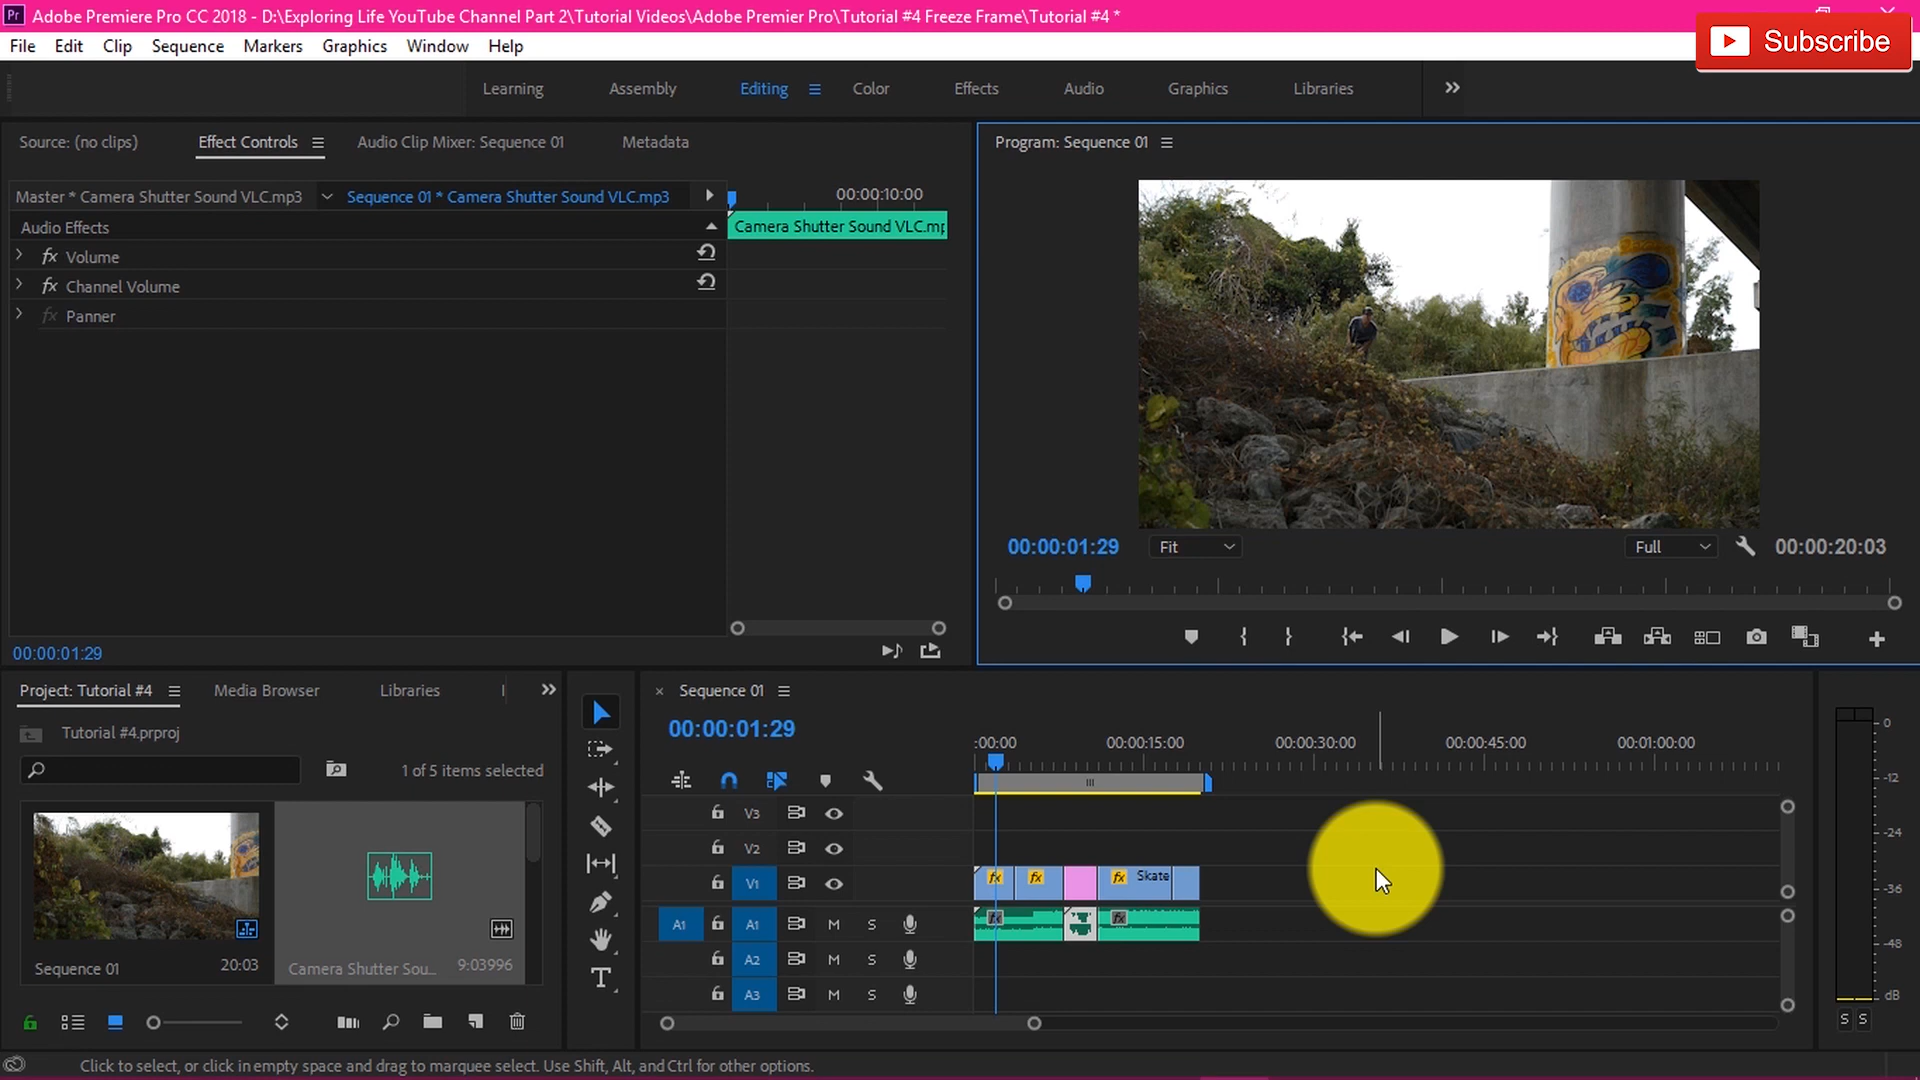 Adobe Premiere Pro CC 2018 - D:\Exploring Life YouTube Channel Part 2\Tutorial Videos\Adobe Premier Pro\Tutorial #4 Freeze Frame\Tutorial #4 *
Subscribe
File Edit Clip Sequence Markers Graphics Window Help
Learning Assembly Editing Color Effects Audio Graphics Libraries
Source: (no clips) Effect Controls Audio Clip Mixer: Sequence 01 Metadata
Program: Sequence 01
Master * Camera Shutter Sound VLC.mp3 Sequence 01 * Camera Shutter Sound VLC.mp3 00:00:10:00
Audio Effects Camera Shutter Sound VLC.mp
fx Volume
fx Channel Volume
fx Panner
00:00:01:29 Fit Full 00:00:20:03
00:00:01:29
Project: Tutorial #4 Media Browser Libraries
Sequence 01
Tutorial #4.prproj
00:00:01:29
:00:00 00:00:15:00 00:00:30:00 00:00:45:00 00:01:00:00
1 of 5 items selected
V3
V2
V1 fx fx fx Skate
A1 A1 M S fx fx
A2 M S
A3 M S
Sequence 01 20:03
Camera Shutter Sou... 9:03996
0
-12
-24
-36
-48
dB
S S
Click to select, or click in empty space and drag to marquee select. Use Shift, Alt, and Ctrl for other options.